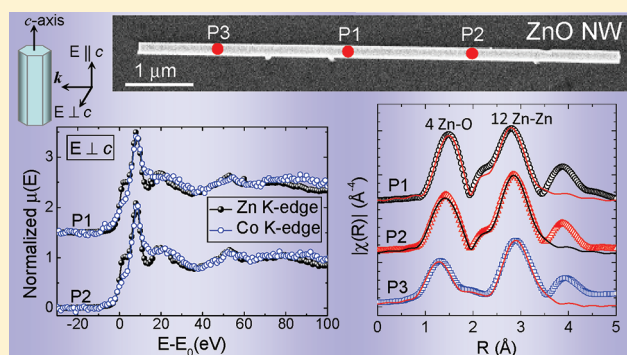 c-axis
E ∥ c
k
E ⊥ c
P3
P1
P2
ZnO NW
1 μm
E ⊥ c
P1
P2
Zn K-edge
Co K-edge
Normalized μ(E)
0
1
2
3
0
20
40
60
80
100
E-E₀(eV)
4 Zn-O
12 Zn-Zn
P1
P2
P3
|χ(R)| (Å⁻⁴)
0
1
2
3
4
5
R (Å)